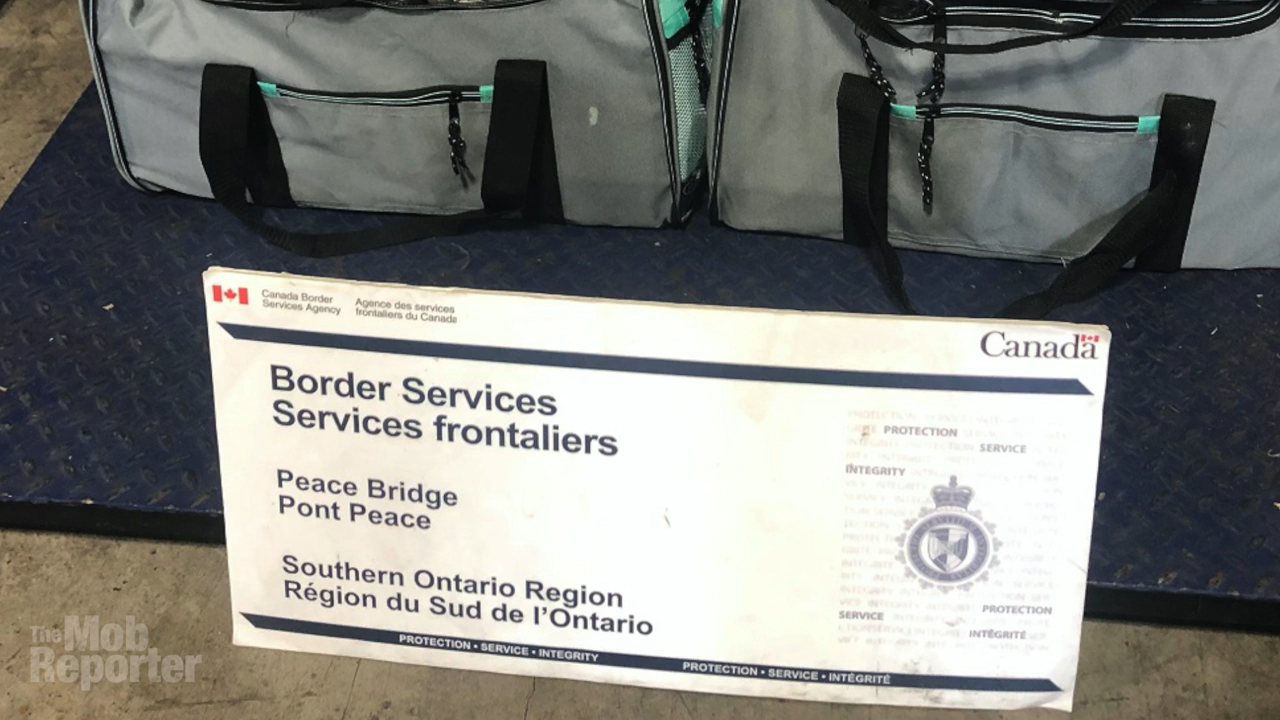 Canada Border
Services Agency
Agence des services
frontaliers du Canada
Canada
Border Services
Services frontaliers
Peace Bridge
Pont Peace
Southern Ontario Region
Région du Sud de l'Ontario
PROTECTION
SERVICE
INTEGRITY
PROTECTION
SERVICE
INTÉGRITÉ
PROTECTION • SERVICE • INTEGRITY
PROTECTION • SERVICE • INTÉGRITÉ
The Mob
Reporter